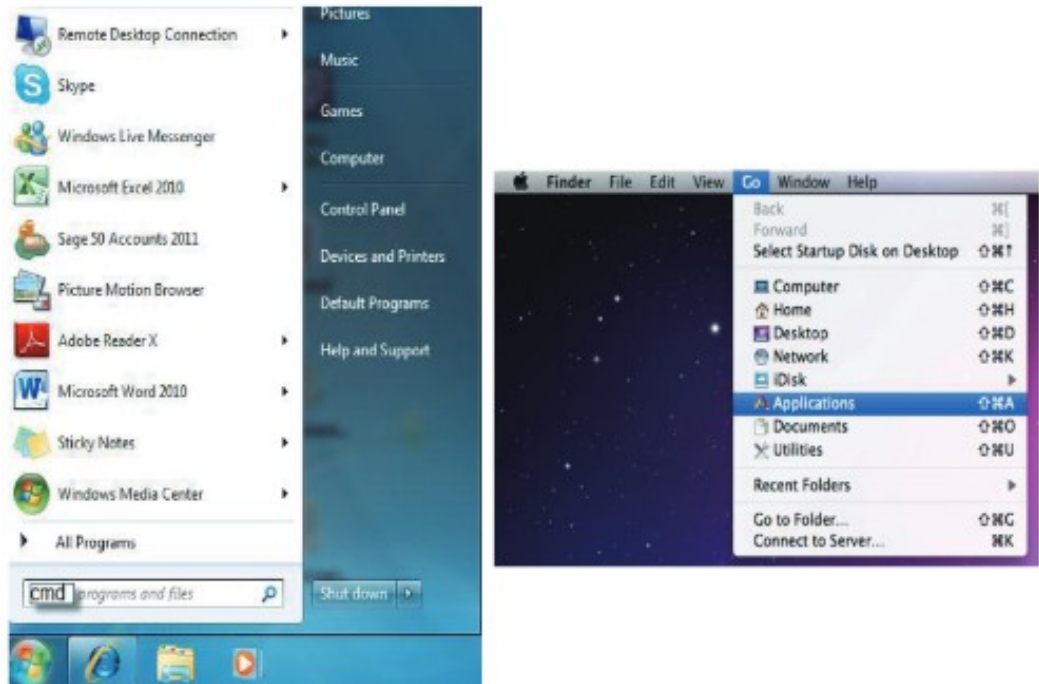 Remote Desktop Connection
Skype
Windows Live Messenger
Microsoft Excel 2010
Sage 50 Accounts 2011
Picture Motion Browser
Adobe Reader X
Microsoft Word 2010
Sticky Notes
Windows Media Center
All Programs
cmd programs and files
Pictures
Music
Games
Computer
Control Panel
Devices and Printers
Default Programs
Help and Support
Shut down
Finder File Edit View Go Window Help
Back ⌘[
Forward ⌘]
Select Startup Disk on Desktop ⇧⌘↑
Computer ⇧⌘C
Home ⇧⌘H
Desktop ⇧⌘D
Network ⇧⌘K
iDisk
Applications ⇧⌘A
Documents ⇧⌘O
Utilities ⇧⌘U
Recent Folders
Go to Folder... ⇧⌘G
Connect to Server... ⌘K